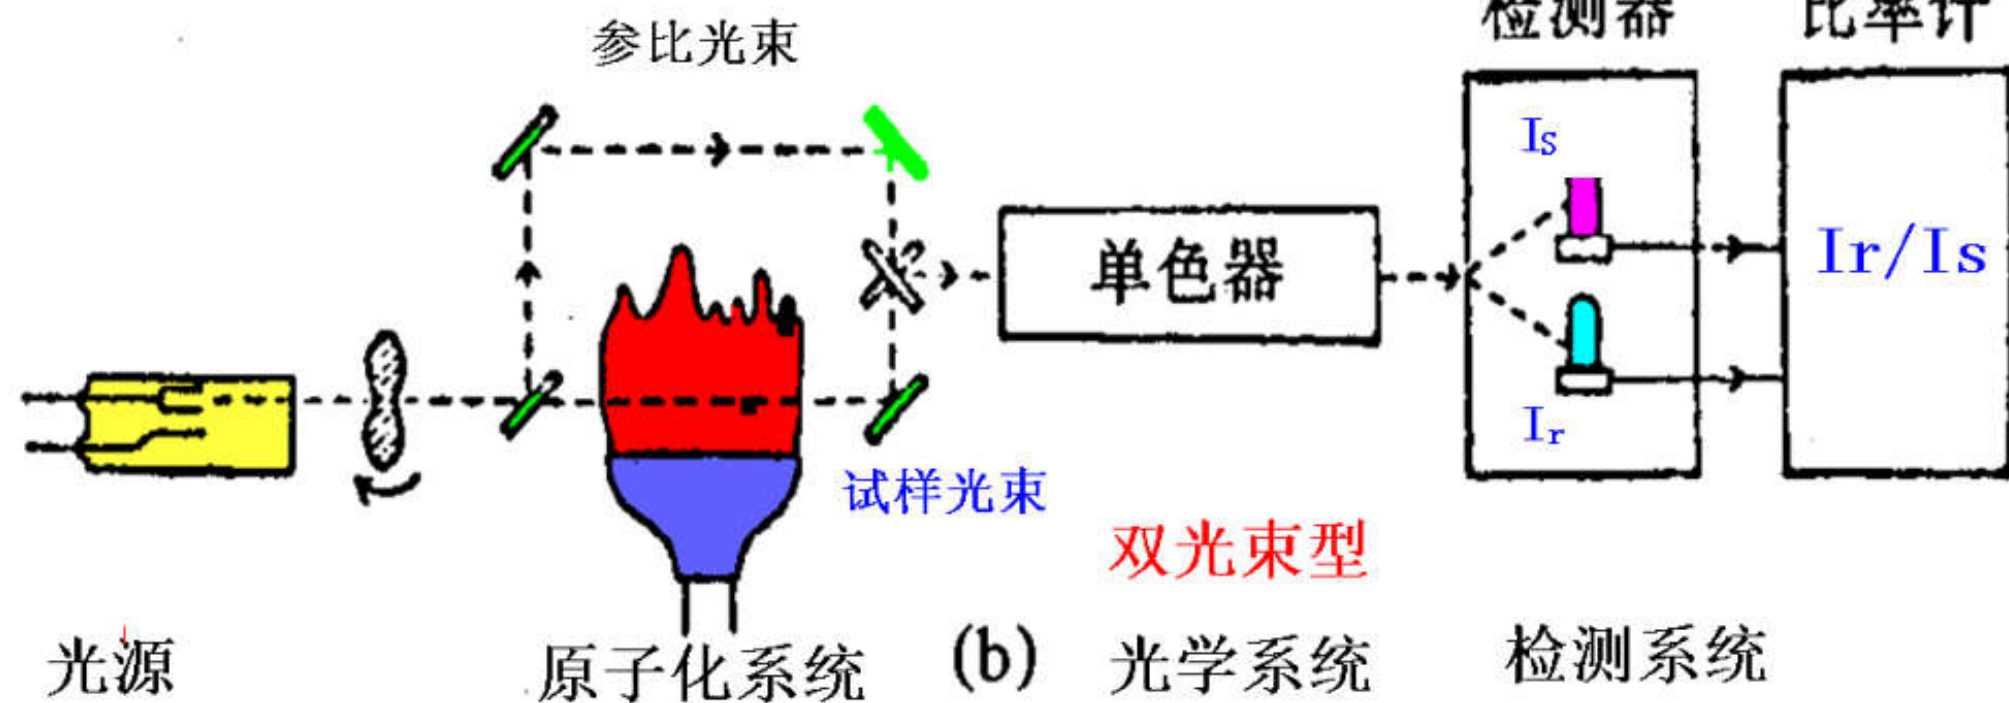 检测器 比率计
参比光束
Is
单色器
Ir/Is
Ir
试样光束
双光束型
光源 原子化系统 (b) 光学系统 检测系统